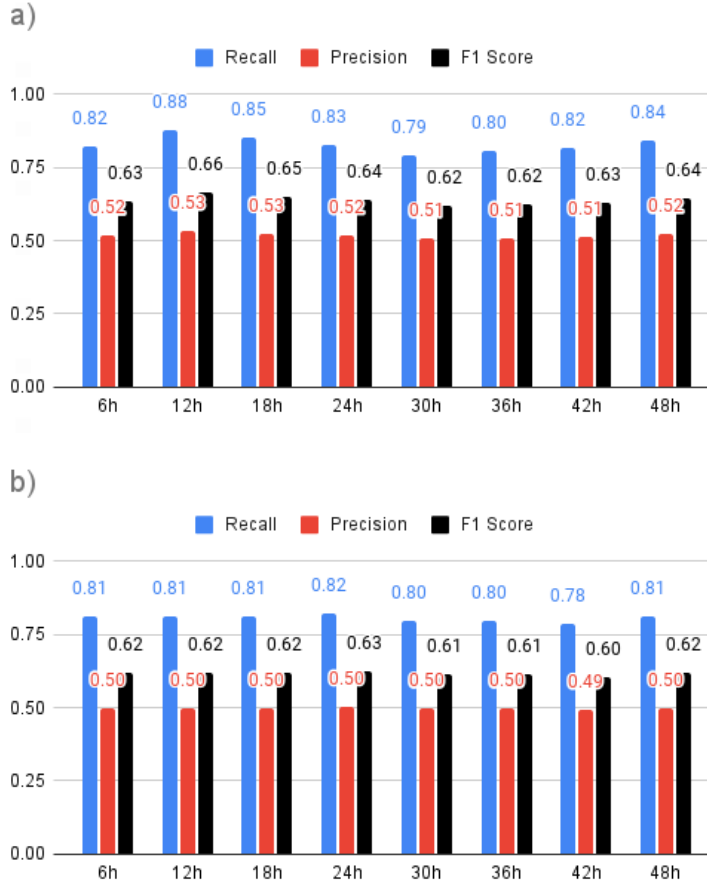 a)
Recall Precision F1 Score
1.00
0.82 0.88 0.85 0.83 0.79 0.80 0.82 0.84
0.75
0.63 0.66 0.65 0.64 0.62 0.62 0.63 0.64
0.52 0.53 0.53 0.52 0.51 0.51 0.51 0.52
0.50
0.25
0.00
6h 12h 18h 24h 30h 36h 42h 48h
b)
Recall Precision F1 Score
1.00
0.81 0.81 0.81 0.82 0.80 0.80 0.78 0.81
0.75
0.62 0.62 0.62 0.63 0.61 0.61 0.60 0.62
0.50 0.50 0.50 0.50 0.50 0.50 0.49 0.50
0.50
0.25
0.00
6h 12h 18h 24h 30h 36h 42h 48h